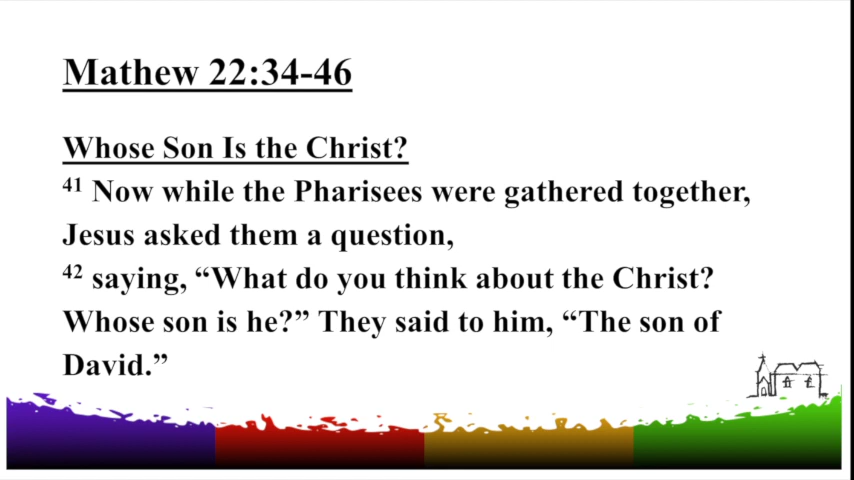 Mathew 22:34-46
Whose Son Is the Christ?
41 Now while the Pharisees were gathered together,
Jesus asked them a question,
42 saying, “What do you think about the Christ?
Whose son is he?” They said to him, “The son of
David.”